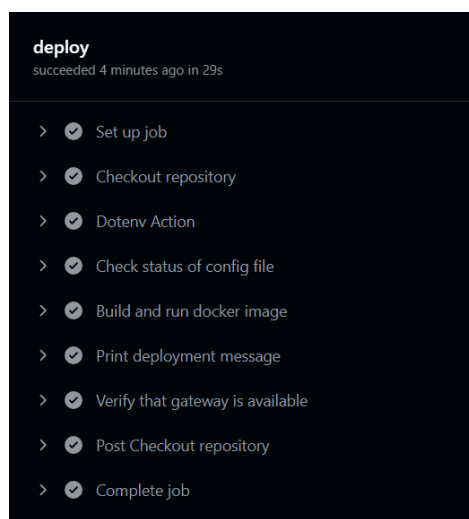 deploy
succeeded 4 minutes ago in 29s
Set up job
Checkout repository
Dotenv Action
Check status of config file
Build and run docker image
Print deployment message
Verify that gateway is available
Post Checkout repository
Complete job